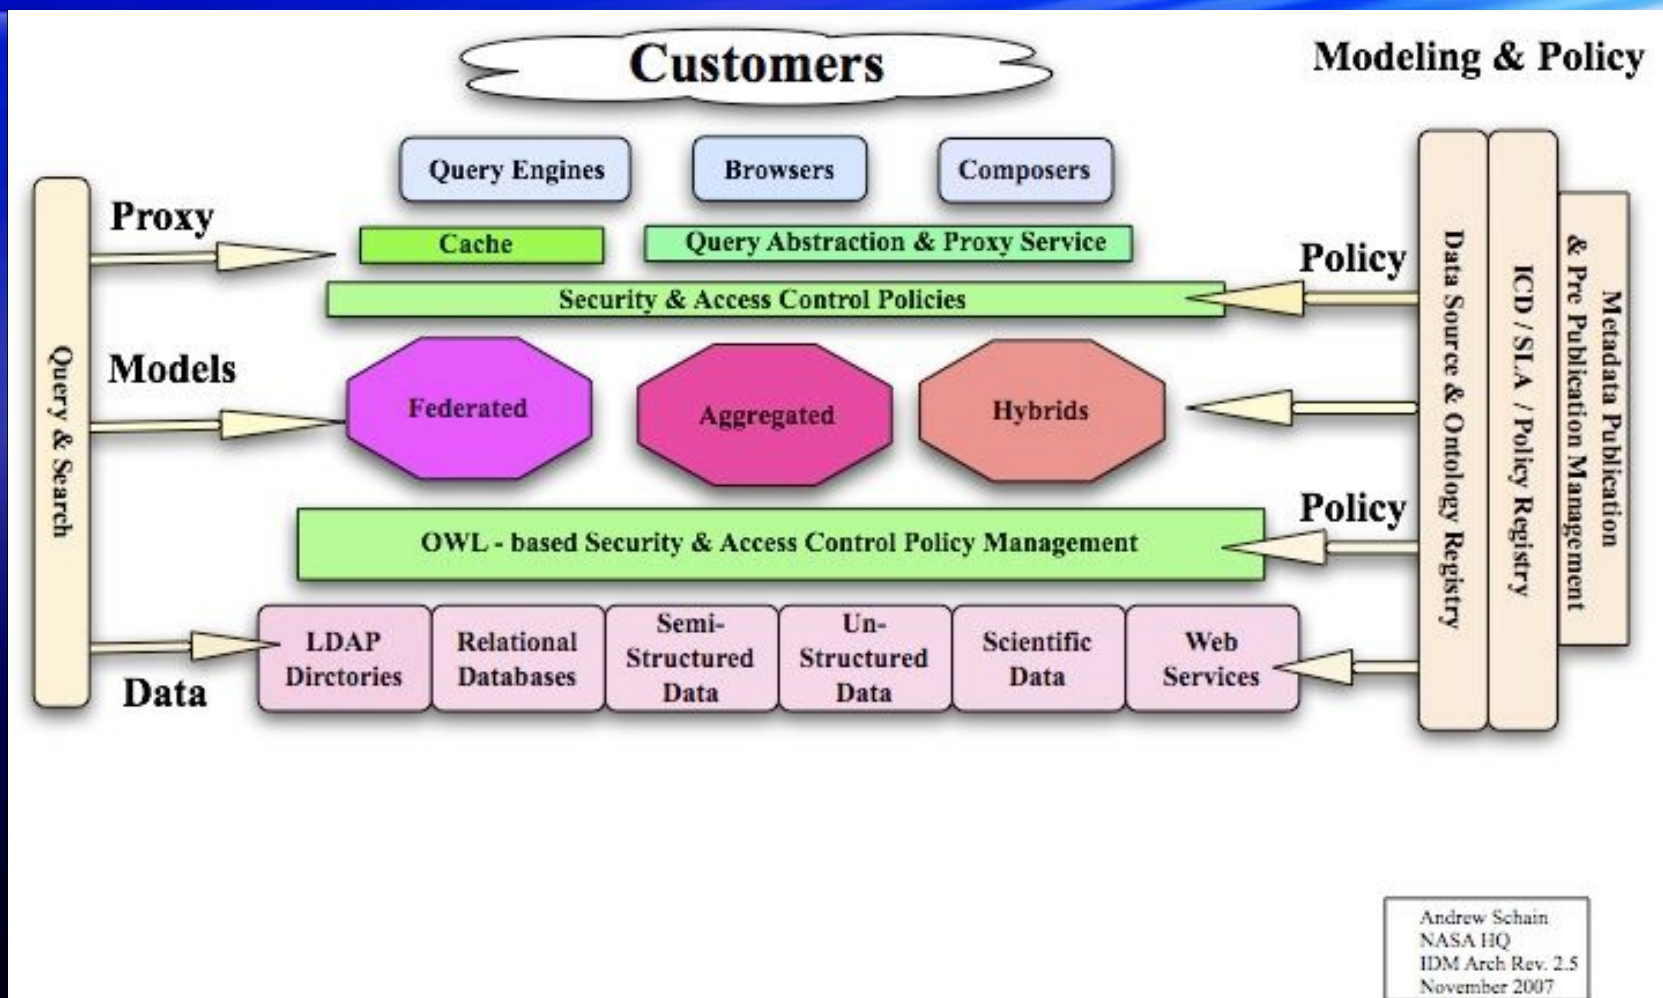 Customers
Modeling & Policy
Query Engines
Browsers
Composers
Proxy
Cache
Query Abstraction & Proxy Service
Policy
Security & Access Control Policies
Models
Federated
Aggregated
Hybrids
Policy
OWL - based Security & Access Control Policy Management
Data
LDAP
Dirctories
Relational
Databases
Semi-
Structured
Data
Un-
Structured
Data
Scientific
Data
Web
Services
Query & Search
Data Source & Ontology Registry
ICD / SLA / Policy Registry
Metadata Publication
& Pre Publication Management
Andrew Schain
NASA HQ
IDM Arch Rev. 2.5
November 2007